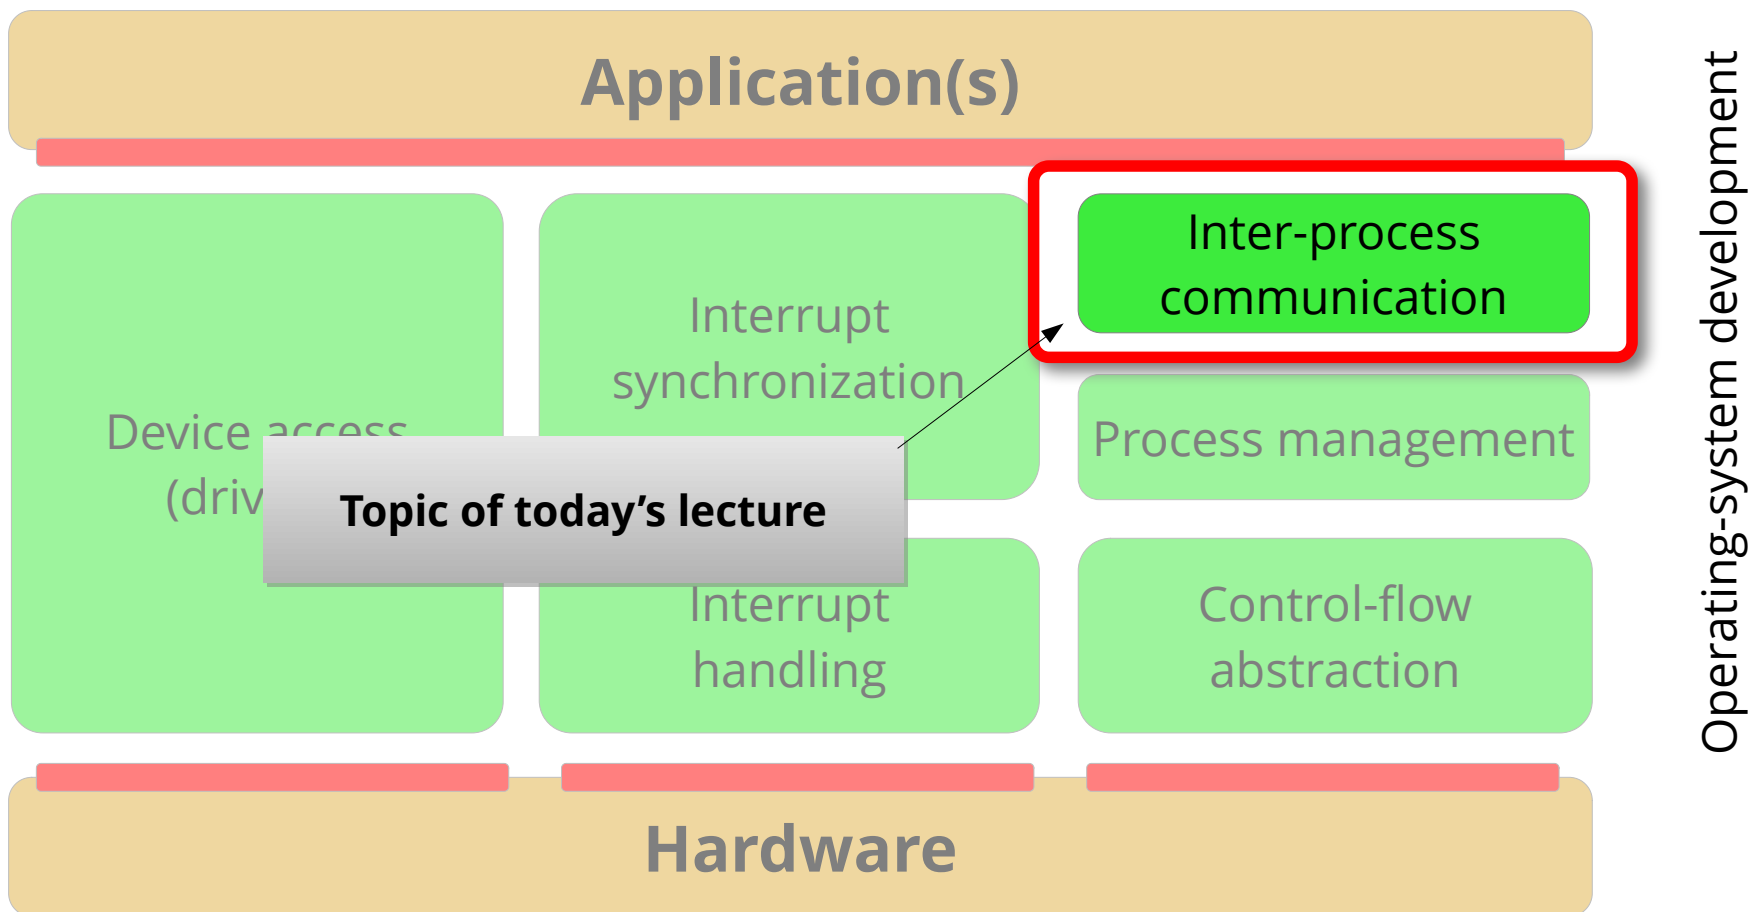 Application(s)
Inter-process
communication
Interrupt
synchronization
Process management
Device access
Topic of today’s lecture
Interrupt
handling
Control-flow
abstraction
Hardware
Operating-system development